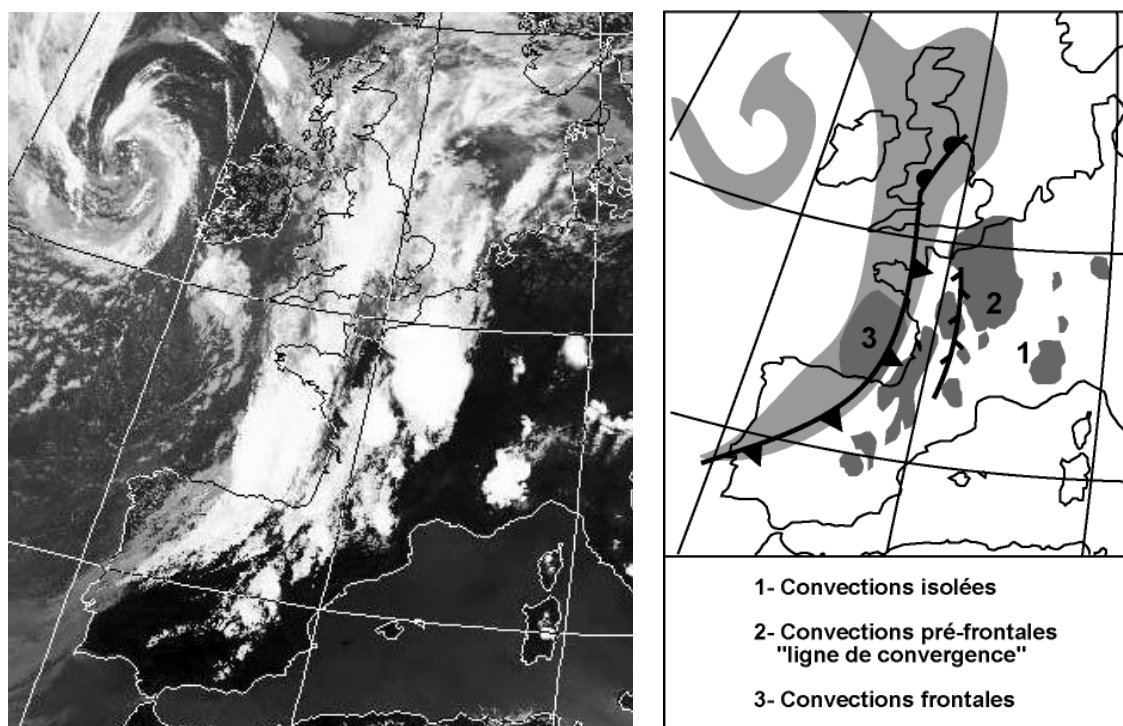 3
2
1
1- Convections isolées
2- Convections pré-frontales
"ligne de convergence"
3- Convections frontales